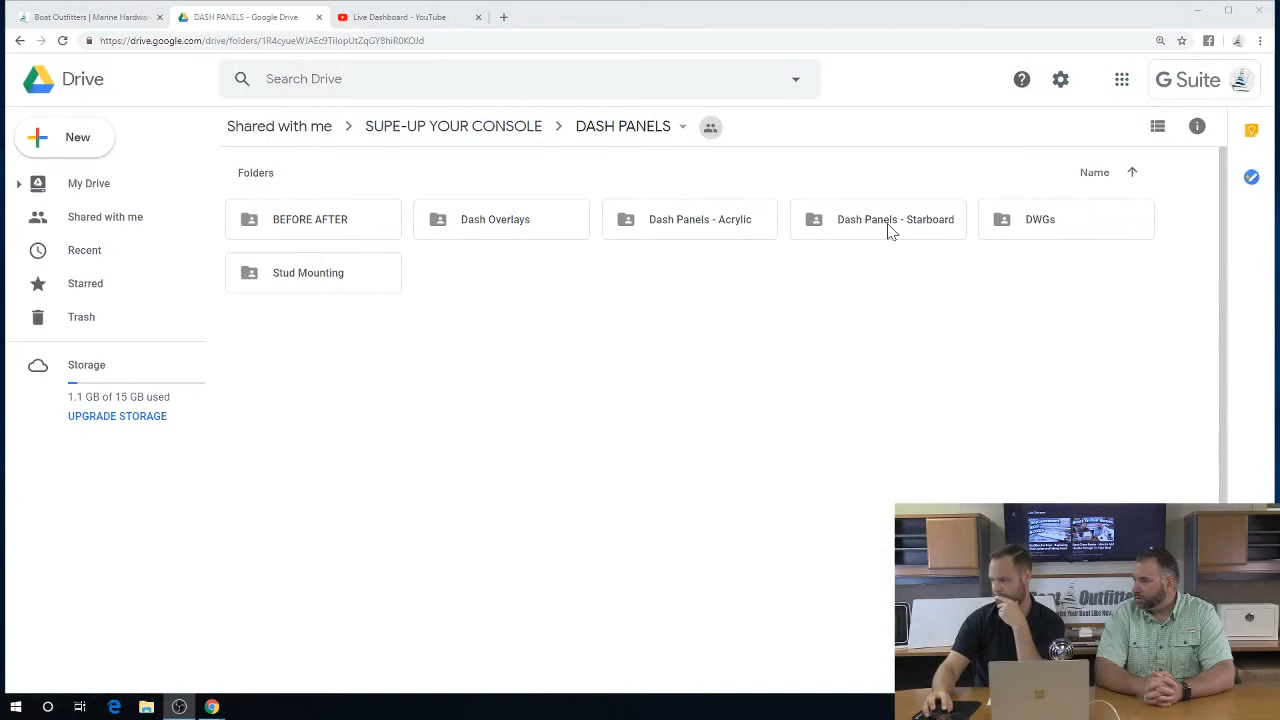 Boat Outfitters | Marine Hardwa
DASH PANELS - Google Drive
Live Dashboard - YouTube
https://drive.google.com/drive/folders/1R4cyueWJAEc9TiIopUtZqGY8hiR0KOJd
Drive
Search Drive
G Suite
New
Shared with me
SUPE-UP YOUR CONSOLE
DASH PANELS
My Drive
Shared with me
Recent
Starred
Trash
Storage
1.1 GB of 15 GB used
UPGRADE STORAGE
Folders
Name
BEFORE AFTER
Dash Overlays
Dash Panels - Acrylic
Dash Panels - Starboard
DWGs
Stud Mounting
Boat Outfitter